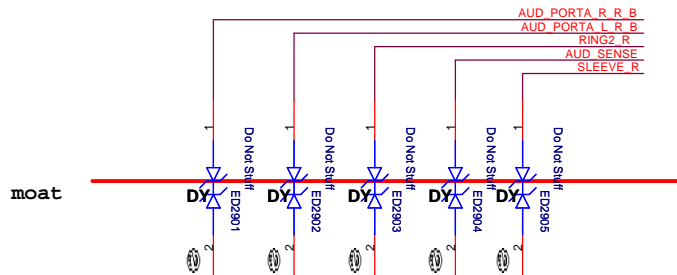 AUD_PORTA_R_R_B
AUD_PORTA_L_R_B
RING2_R
AUD_SENSE
SLEEVE_R
1 1 1 1 1
Do Not Stuff Do Not Stuff Do Not Stuff Do Not Stuff Do Not Stuff
moat
DY DY DY DY DY
ED2901 ED2902 ED2903 ED2904 ED2905
2 2 2 2 2